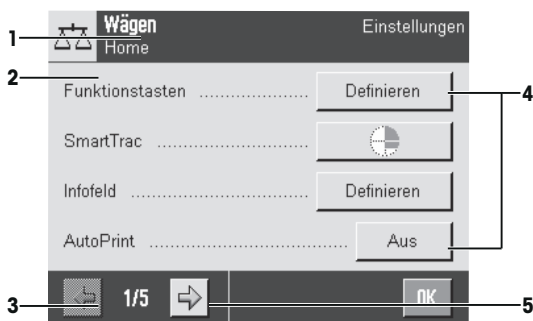 Wägen
Einstellungen
1
Home
2
Funktionstasten ..................... Definieren
4
SmartTrac .............................
Infofeld ................................ Definieren
AutoPrint ................................... Aus
3
1/5
OK
5